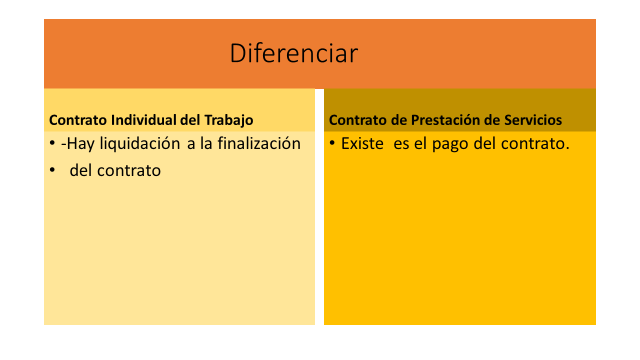 Diferenciar
Contrato Individual del Trabajo
• -Hay liquidación a la finalización
• del contrato
Contrato de Prestación de Servicios
• Existe es el pago del contrato.